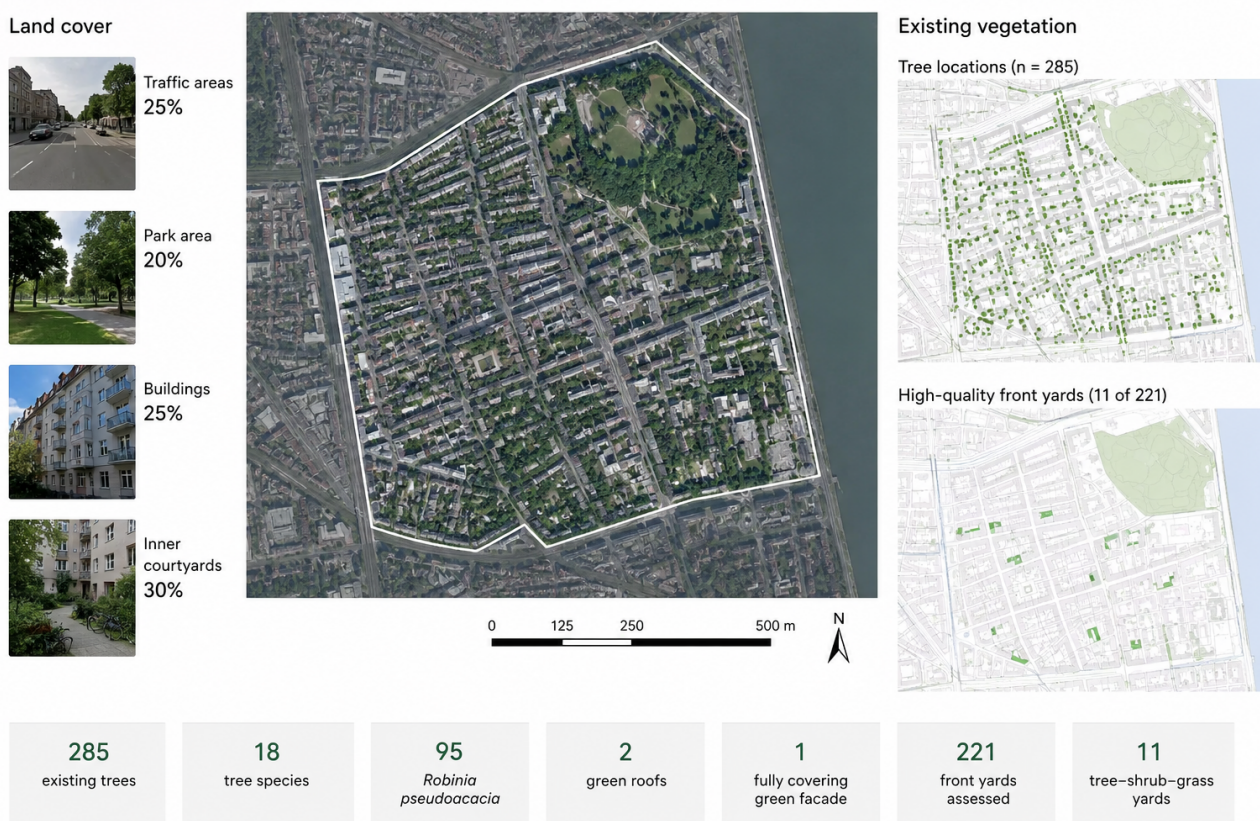 Land cover
Traffic areas
25%
Park area
20%
Buildings
25%
Inner
courtyards
30%
0 125 250 500 m
N
Existing vegetation
Tree locations (n = 285)
High-quality front yards (11 of 221)
285
existing trees
18
tree species
95
Robinia
pseudoacacia
2
green roofs
1
fully covering
green facade
221
front yards
assessed
11
tree–shrub–grass
yards